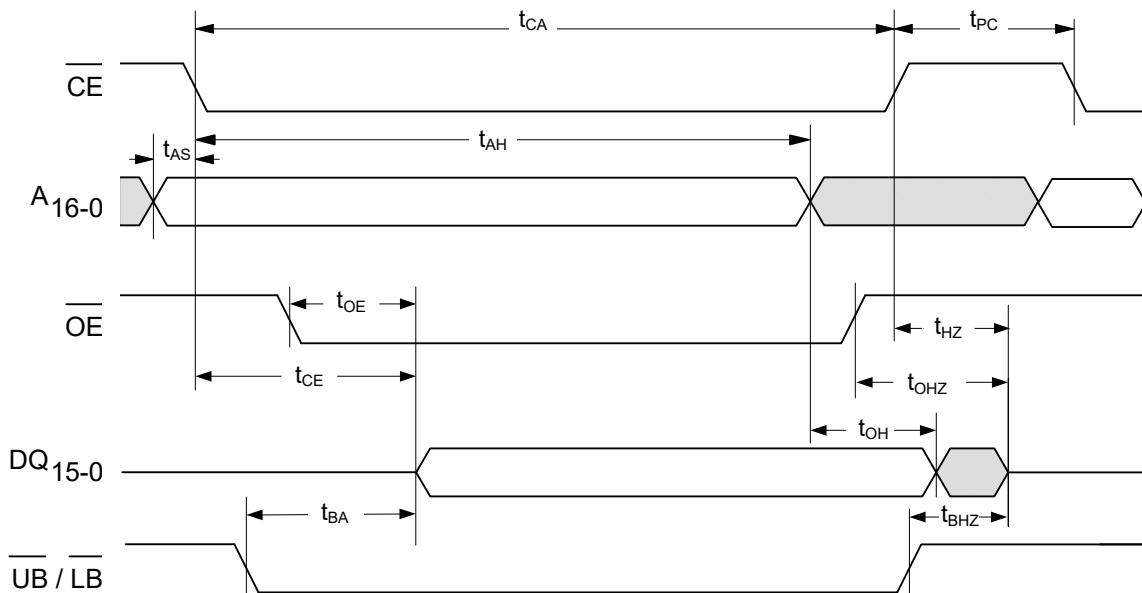 tCA
tPC
CE
tAH
tAS
A16-0
tOE
OE
tHZ
tCE
tOHZ
tOH
DQ15-0
tBA
tBHZ
UB / LB